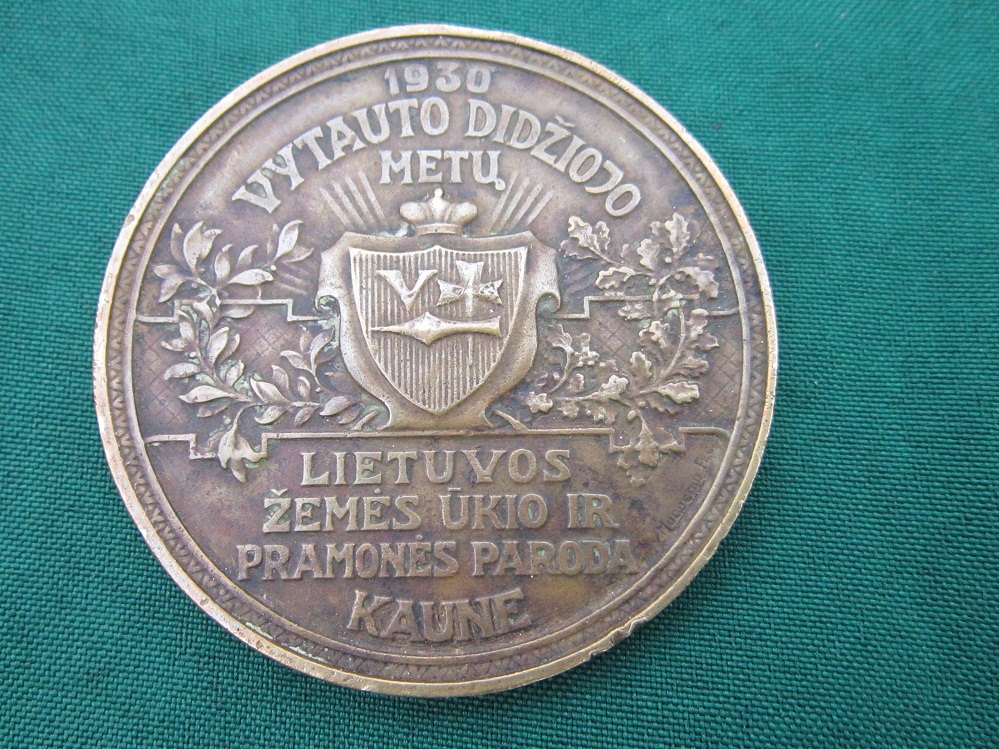 1930
VYTAUTO DIDŽIOJO
METŲ
V
LIETUVOS
ŽEMĖS ŪKIO IR
PRAMONĖS PARODA
KAUNE